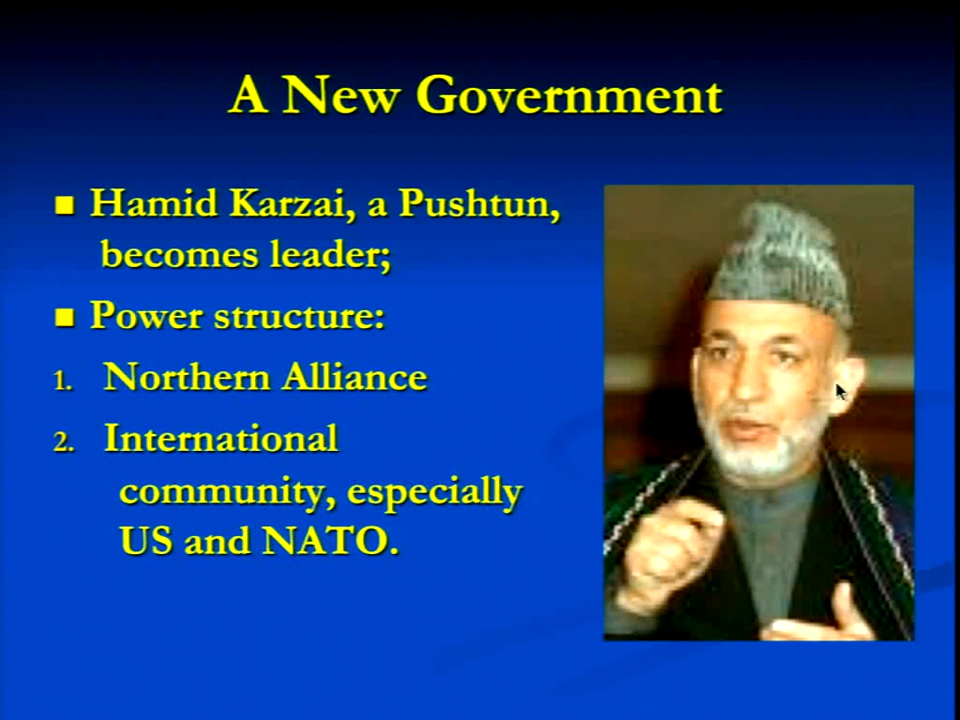 A New Government
Hamid Karzai, a Pushtun,
becomes leader;
Power structure:
1. Northern Alliance
2. International
community, especially
US and NATO.